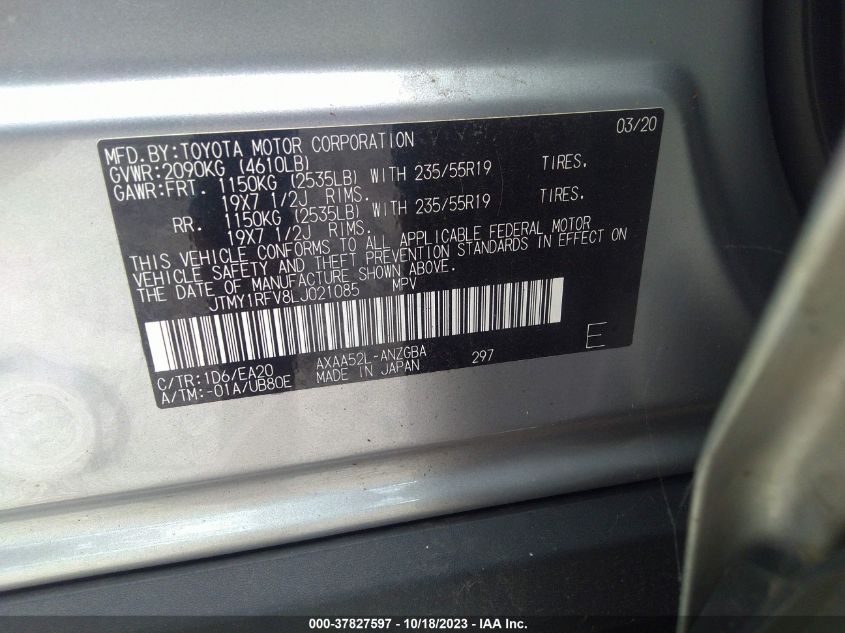 03/20
MFD.BY:TOYOTA MOTOR CORPORATION
GVWR:2090KG (4610LB)
GAWR:FRT. 1150KG (2535LB) WITH 235/55R19 TIRES.
19X7 1/2J RIMS.
RR. 1150KG (2535LB) WITH 235/55R19 TIRES.
19X7 1/2J RIMS.
THIS VEHICLE CONFORMS TO ALL APPLICABLE FEDERAL MOTOR
VEHICLE SAFETY AND THEFT PREVENTION STANDARDS IN EFFECT ON
THE DATE OF MANUFACTURE SHOWN ABOVE.
JTMY1RFV8LJ021085 MPV
C/TR:1D6/EA20 AXAA52L-ANZGBA 297 E
A/TM:-01A/UB80E MADE IN JAPAN
000-37827597 - 10/18/2023 - IAA Inc.